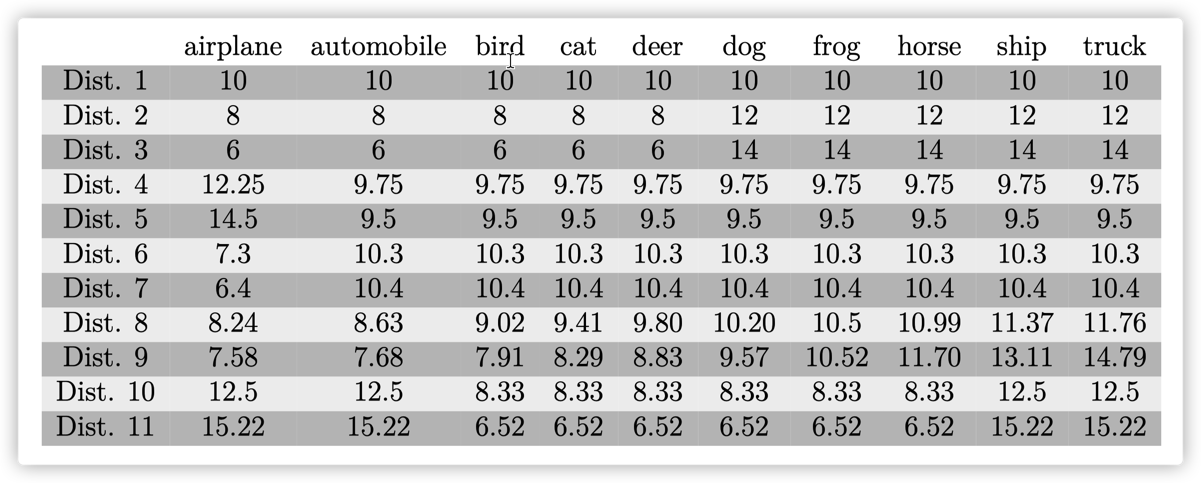 airplane automobile bird cat deer dog frog horse ship truck
Dist. 1 10 10 10 10 10 10 10 10 10 10
Dist. 2 8 8 8 8 8 12 12 12 12 12
Dist. 3 6 6 6 6 6 14 14 14 14 14
Dist. 4 12.25 9.75 9.75 9.75 9.75 9.75 9.75 9.75 9.75 9.75
Dist. 5 14.5 9.5 9.5 9.5 9.5 9.5 9.5 9.5 9.5 9.5
Dist. 6 7.3 10.3 10.3 10.3 10.3 10.3 10.3 10.3 10.3 10.3
Dist. 7 6.4 10.4 10.4 10.4 10.4 10.4 10.4 10.4 10.4 10.4
Dist. 8 8.24 8.63 9.02 9.41 9.80 10.20 10.5 10.99 11.37 11.76
Dist. 9 7.58 7.68 7.91 8.29 8.83 9.57 10.52 11.70 13.11 14.79
Dist. 10 12.5 12.5 8.33 8.33 8.33 8.33 8.33 8.33 12.5 12.5
Dist. 11 15.22 15.22 6.52 6.52 6.52 6.52 6.52 6.52 15.22 15.22